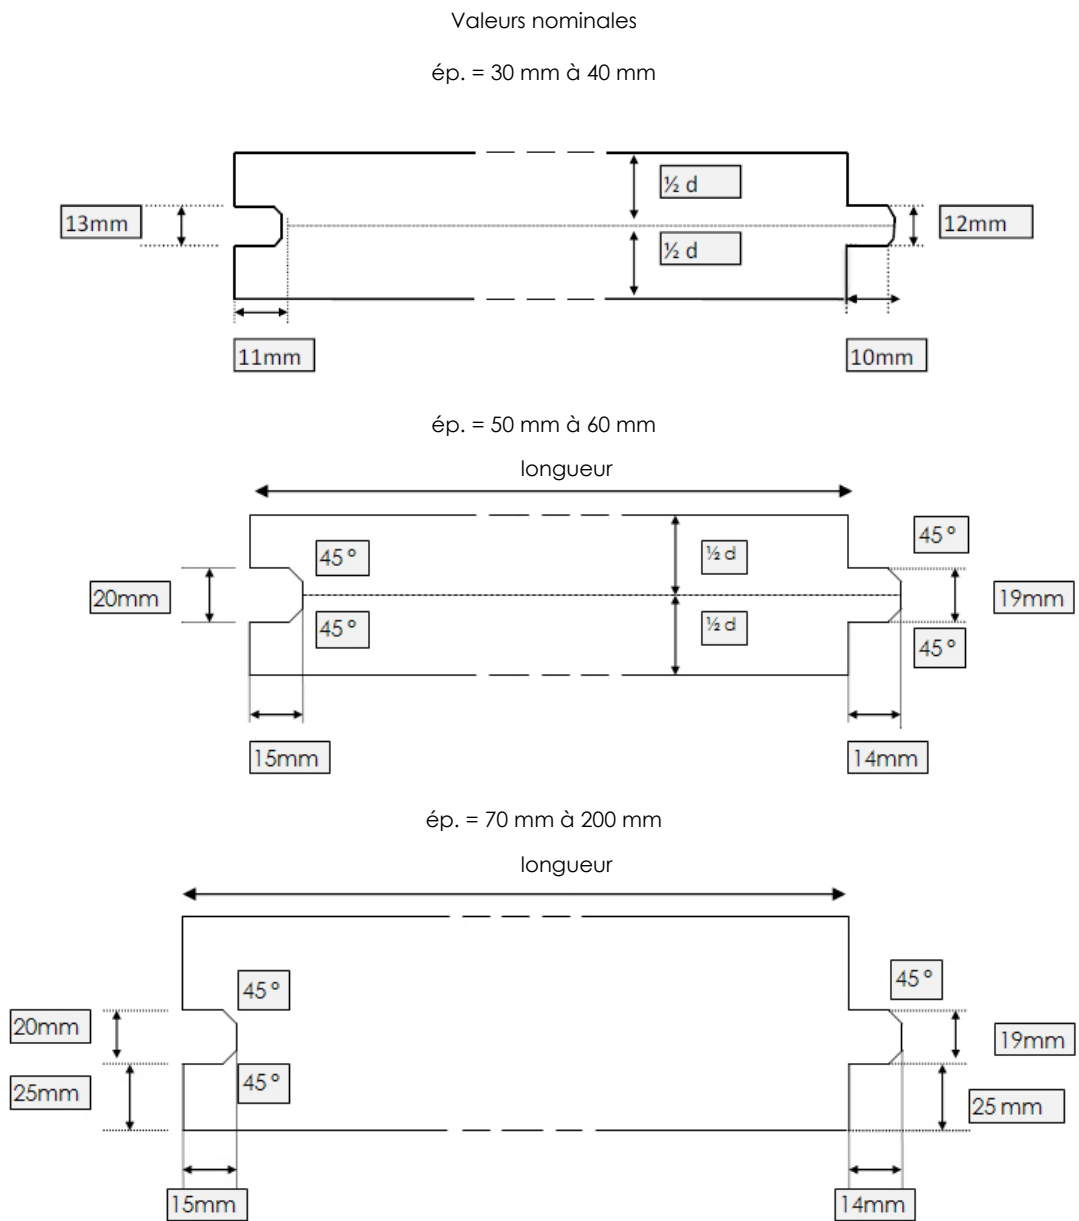 Valeurs nominales
ép. = 30 mm à 40 mm
½ d
13mm
12mm
½ d
11mm
10mm
ép. = 50 mm à 60 mm
longueur
45°
45°
½ d
20mm
19mm
45°
½ d
45°
15mm
14mm
ép. = 70 mm à 200 mm
longueur
45°
45°
20mm
19mm
45°
25mm
25 mm
15mm
14mm